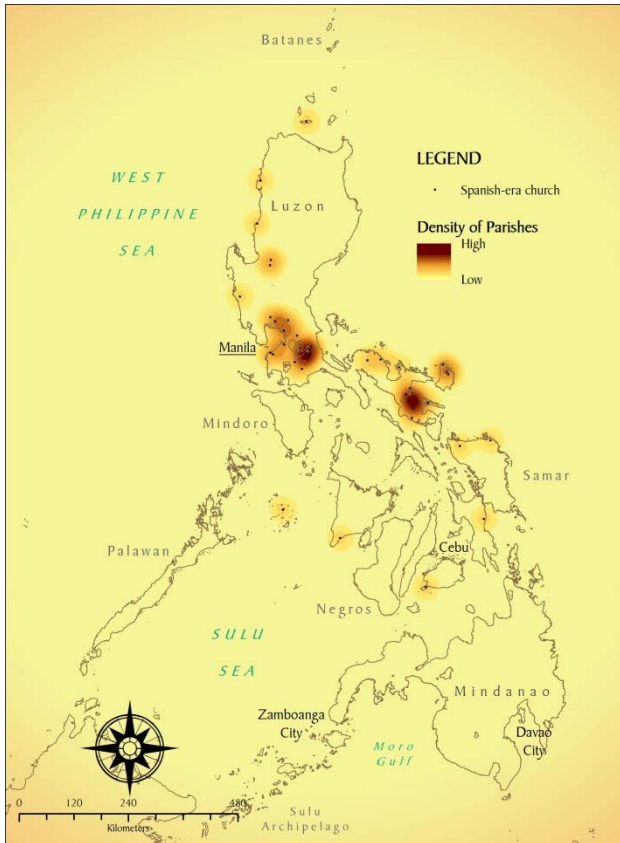 Batanes
WEST
PHILIPPINE
SEA
Luzon
LEGEND
Spanish-era church
Density of Parishes
High
Low
Manila
Mindoro
Samar
Palawan
Cebu
Negros
SULU
SEA
Mindanao
Zamboanga
City
Davao
City
Moro
Gulf
0 120 240 480
Kilometers
Sulu
Archipelago